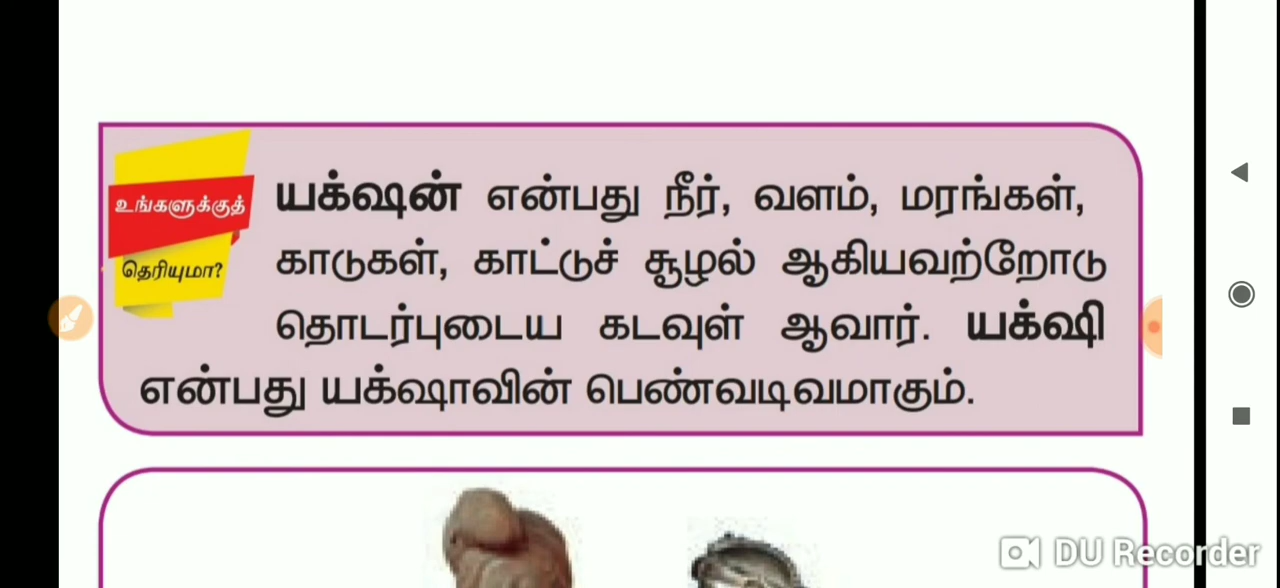 உங்களுக்குத்
தெரியுமா?
யக்ஷன் என்பது நீர், வளம், மரங்கள்,
காடுகள், காட்டுச் சூழல் ஆகியவற்றோடு
தொடர்புடைய கடவுள் ஆவார். யக்ஷி
என்பது யக்ஷாவின் பெண்வடிவமாகும்.
DU Recorder